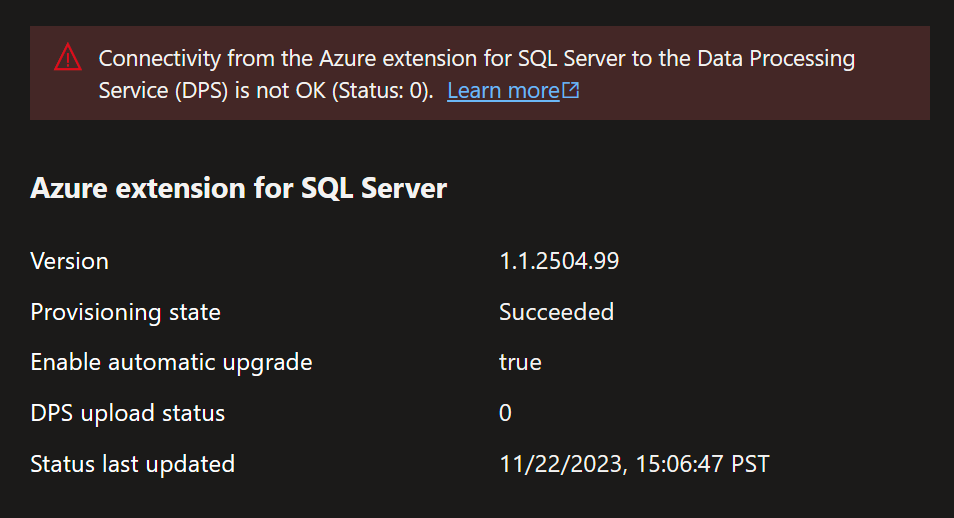 Connectivity from the Azure extension for SQL Server to the Data Processing
Service (DPS) is not OK (Status: 0). Learn more
Azure extension for SQL Server
Version 1.1.2504.99
Provisioning state Succeeded
Enable automatic upgrade true
DPS upload status 0
Status last updated 11/22/2023, 15:06:47 PST